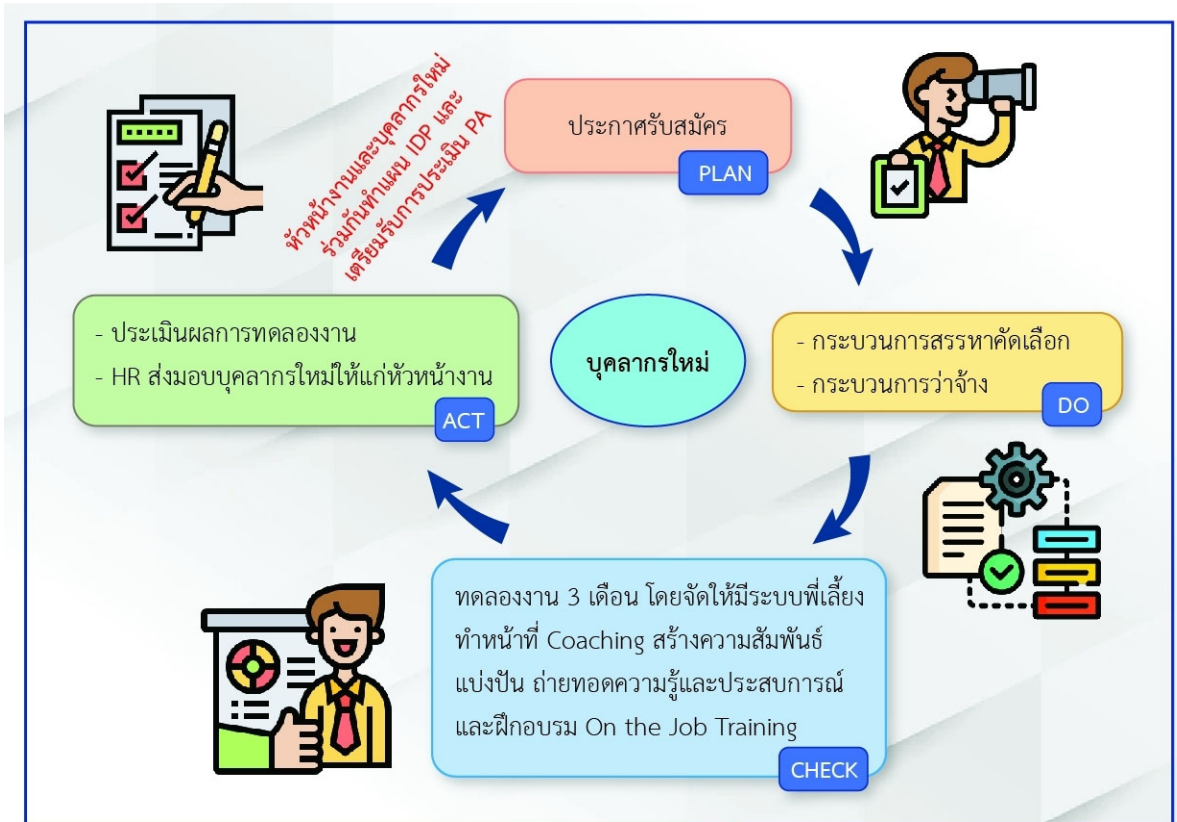 ประกาศรับสมัคร
PLAN
- กระบวนการสรรหาคัดเลือก
- กระบวนการว่าจ้าง
DO
ทดลองงาน 3 เดือน โดยจัดให้มีระบบพี่เลี้ยง
ทำหน้าที่ Coaching สร้างความสัมพันธ์
แบ่งปัน ถ่ายทอดความรู้และประสบการณ์
และฝึกอบรม On the Job Training
CHECK
- ประเมินผลการทดลองงาน
- HR ส่งมอบบุคลากรใหม่ให้แก่หัวหน้างาน
ACT
หัวหน้างานและบุคลากรใหม่
ร่วมกันทำแผน IDP และ
เตรียมรับการประเมิน PA
บุคลากรใหม่